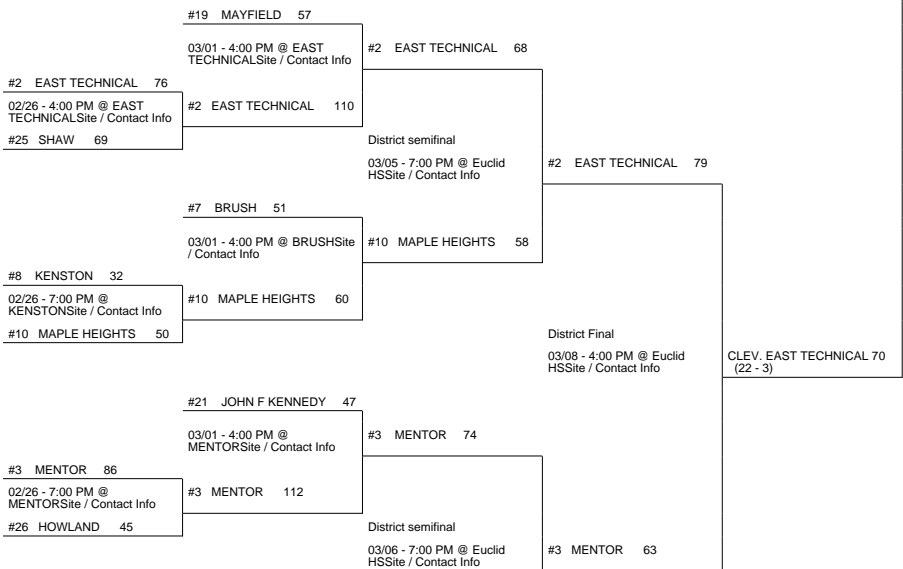 #19 MAYFIELD 57
03/01 - 4:00 PM @ EAST
TECHNICALSite / Contact Info
#2 EAST TECHNICAL 68
#2 EAST TECHNICAL 76
02/26 - 4:00 PM @ EAST
TECHNICALSite / Contact Info
#2 EAST TECHNICAL 110
#25 SHAW 69
District semifinal
03/05 - 7:00 PM @ Euclid
HSSite / Contact Info
#2 EAST TECHNICAL 79
#7 BRUSH 51
03/01 - 4:00 PM @ BRUSHSite
/ Contact Info
#10 MAPLE HEIGHTS 58
#8 KENSTON 32
02/26 - 7:00 PM @
KENSTONSite / Contact Info
#10 MAPLE HEIGHTS 60
#10 MAPLE HEIGHTS 50
District Final
03/08 - 4:00 PM @ Euclid
HSSite / Contact Info
CLEV. EAST TECHNICAL 70
(22 - 3)
#21 JOHN F KENNEDY 47
03/01 - 4:00 PM @
MENTORSite / Contact Info
#3 MENTOR 74
#3 MENTOR 86
02/26 - 7:00 PM @
MENTORSite / Contact Info
#3 MENTOR 112
#26 HOWLAND 45
District semifinal
03/06 - 7:00 PM @ Euclid
HSSite / Contact Info
#3 MENTOR 63